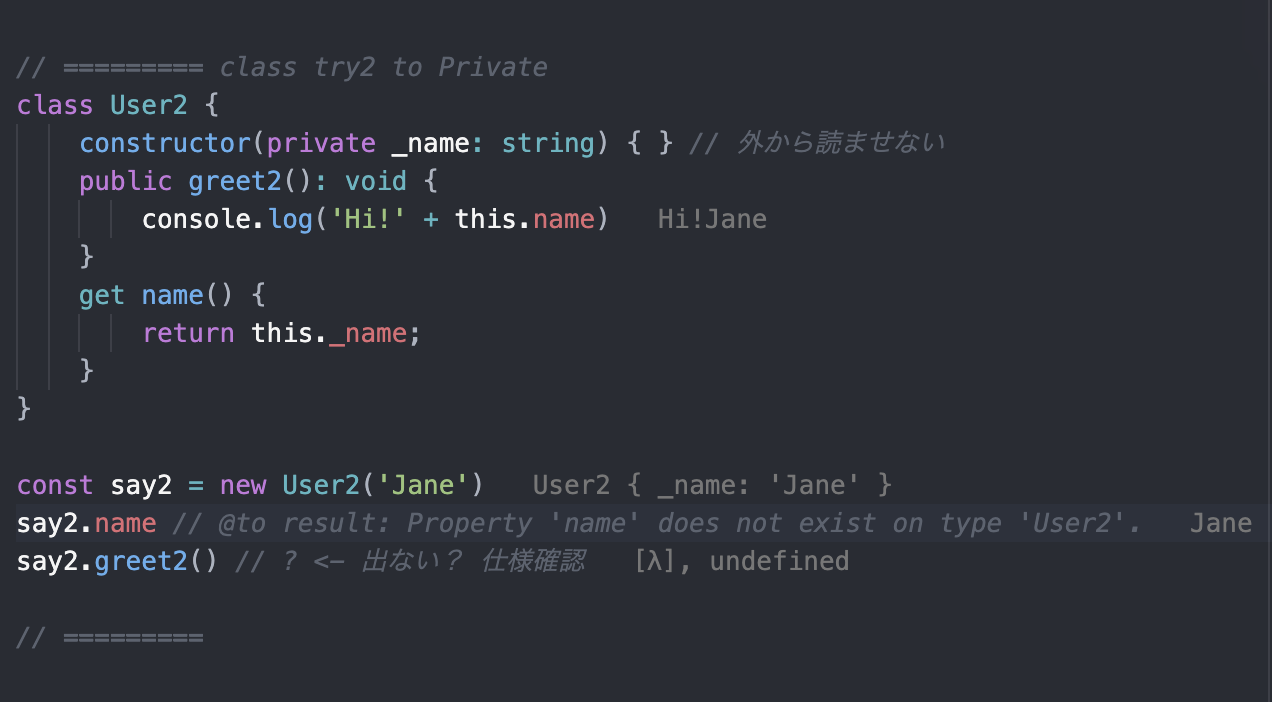 // ========= class try2 to Private
class User2 {
    constructor(private _name: string) { } // 外から読ませない
    public greet2(): void {
        console.log('Hi!' + this.name)   Hi!Jane
    }
    get name() {
        return this._name;
    }
}
const say2 = new User2('Jane')   User2 { _name: 'Jane' }
say2.name // @to result: Property 'name' does not exist on type 'User2'.   Jane
say2.greet2() // ? <- 出ない？ 仕様確認   [λ], undefined
// =========